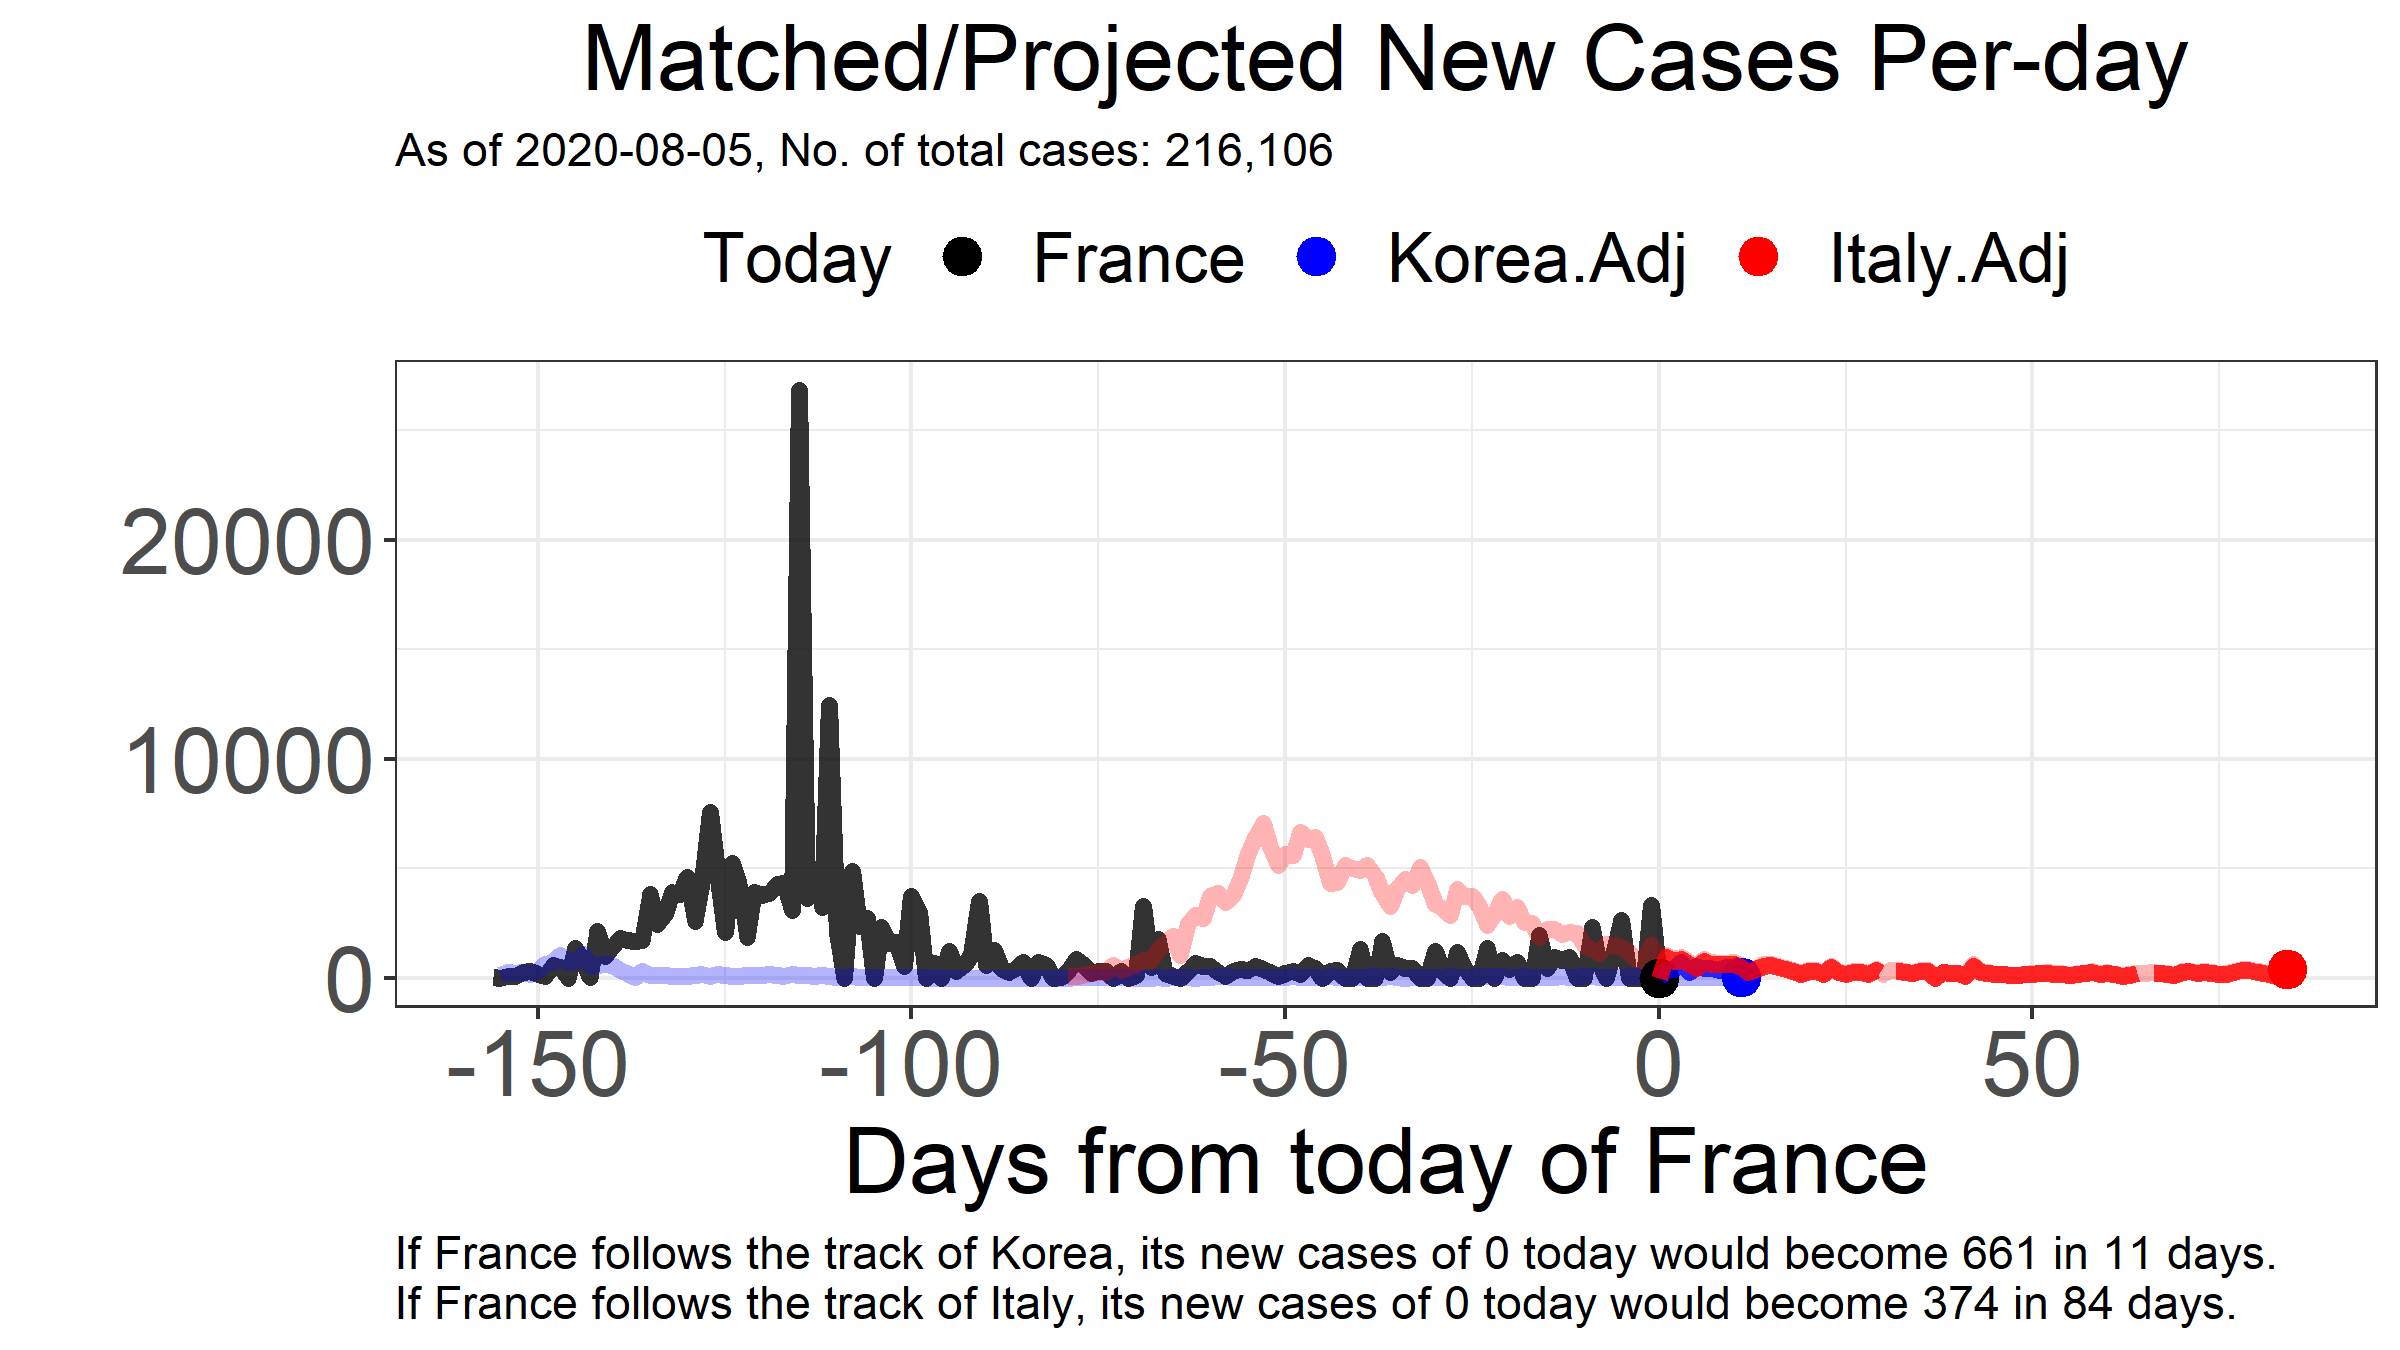 Matched/Projected New Cases Per-day
As of 2020-08-05, No. of total cases: 216,106
Today France Korea.Adj Italy.Adj
20000
10000
0
-150 -100 -50 0 50
Days from today of France
If France follows the track of Korea, its new cases of 0 today would become 661 in 11 days.
If France follows the track of Italy, its new cases of 0 today would become 374 in 84 days.